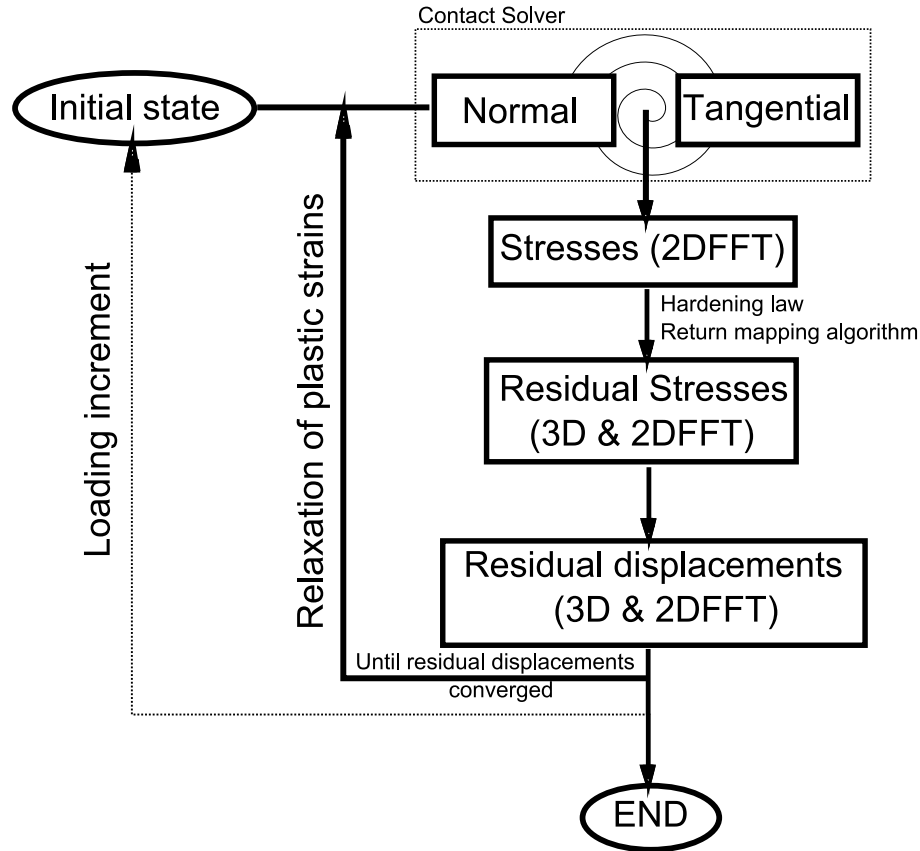 Contact Solver
Initial state
Normal
Tangential
Stresses (2DFFT)
Hardening law
Return mapping algorithm
Residual Stresses
(3D & 2DFFT)
Residual displacements
(3D & 2DFFT)
Until residual displacements
converged
Relaxation of plastic strains
Loading increment
END